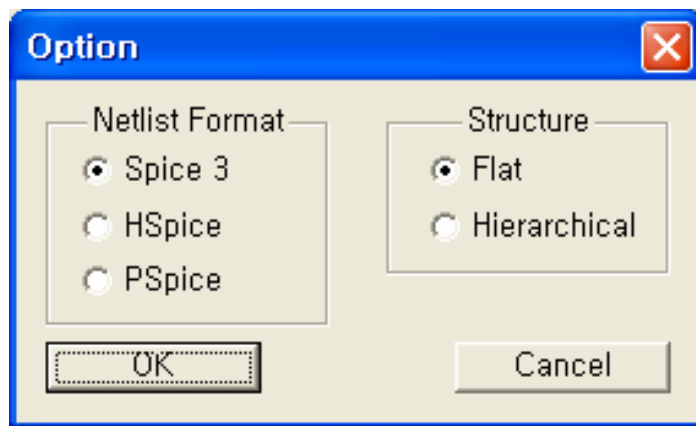 Option
Netlist Format
Spice 3
HSpice
PSpice
Structure
Flat
Hierarchical
OK
Cancel